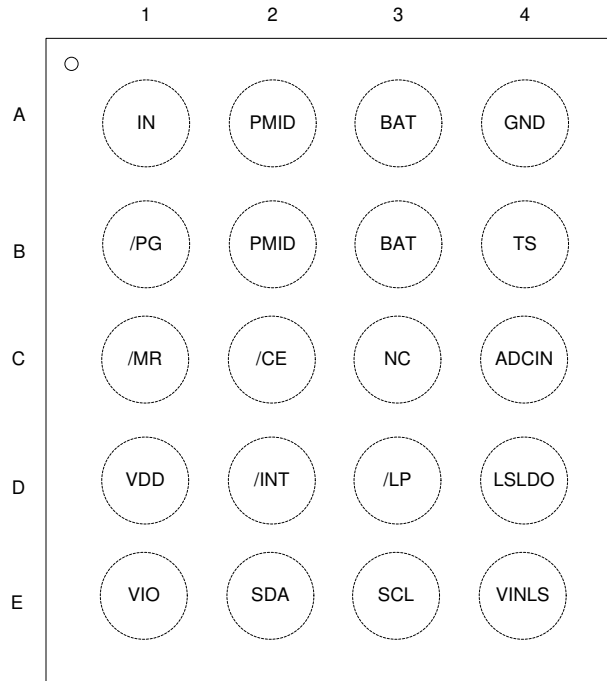 1 2 3 4
A IN PMID BAT GND
B /PG PMID BAT TS
C /MR /CE NC ADCIN
D VDD /INT /LP LSLDO
E VIO SDA SCL VINLS